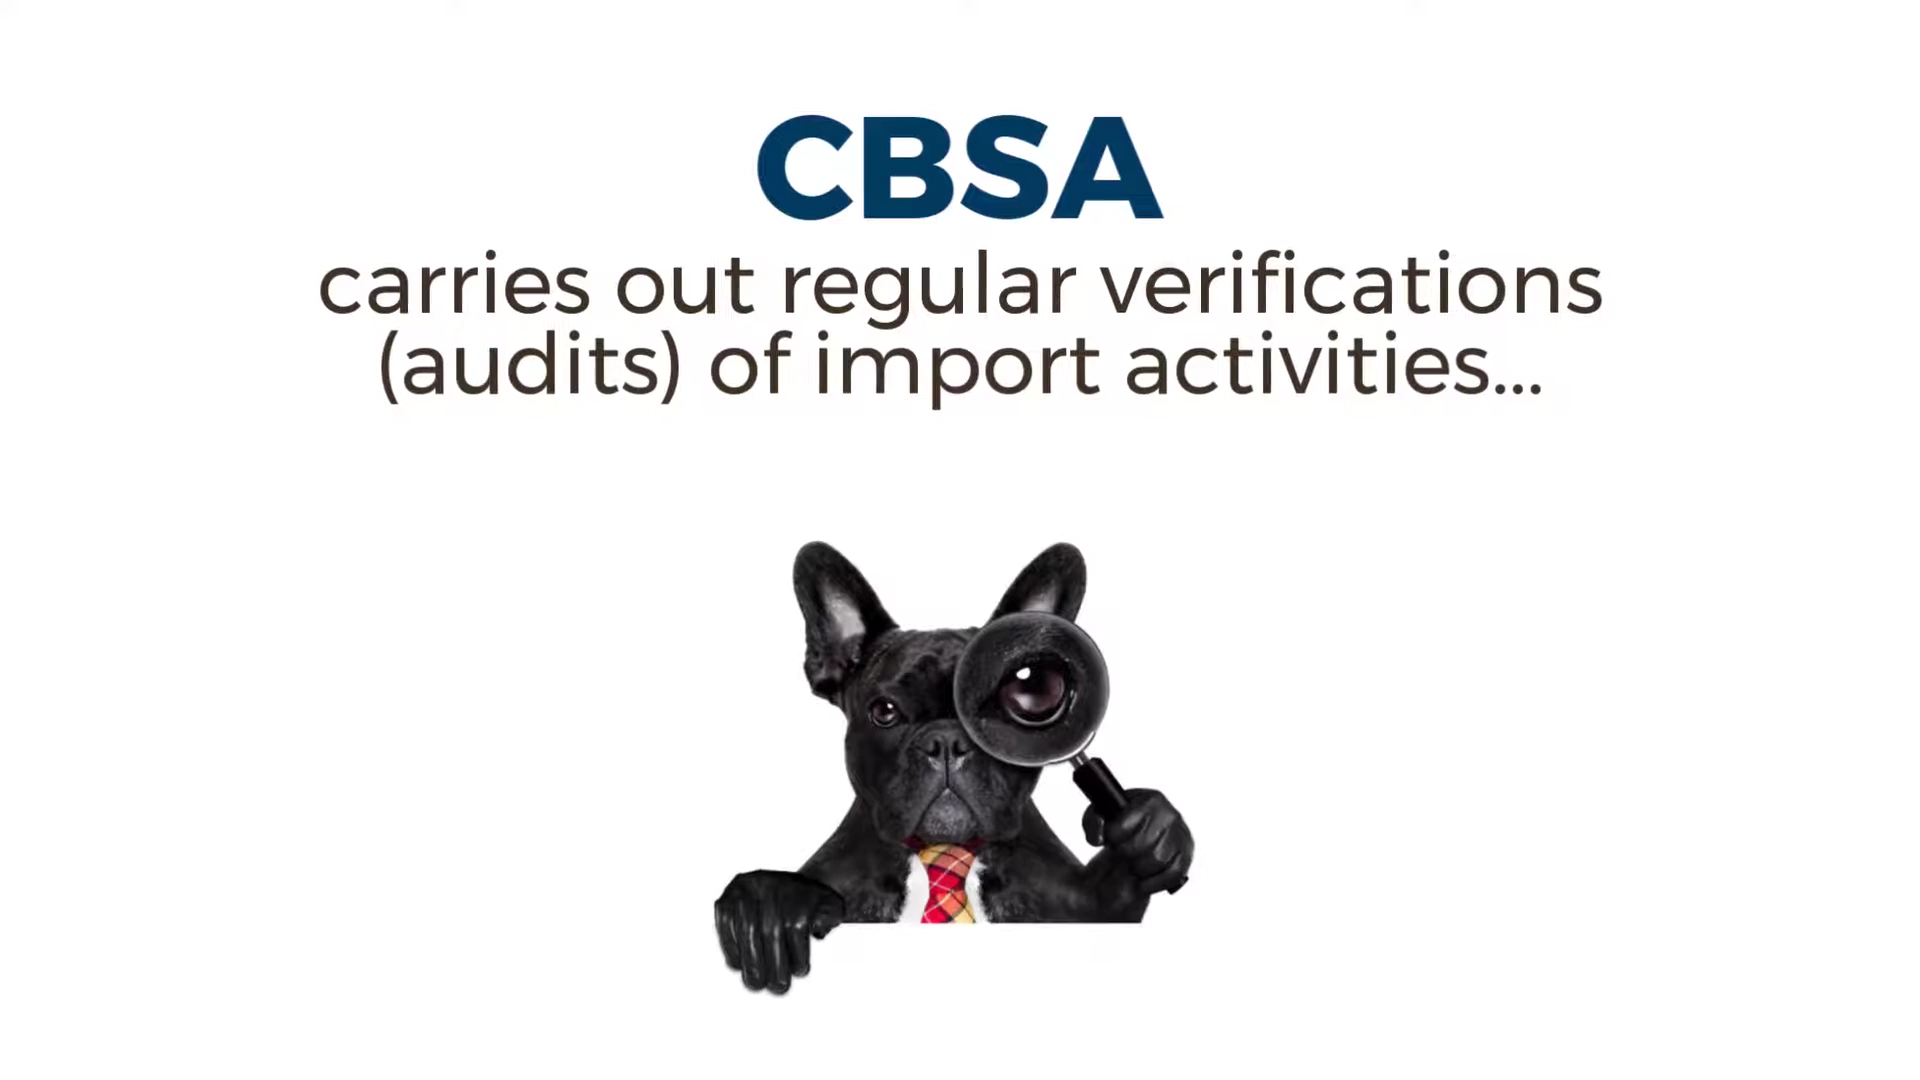 CBSA
carries out regular verifications
(audits) of import activities...